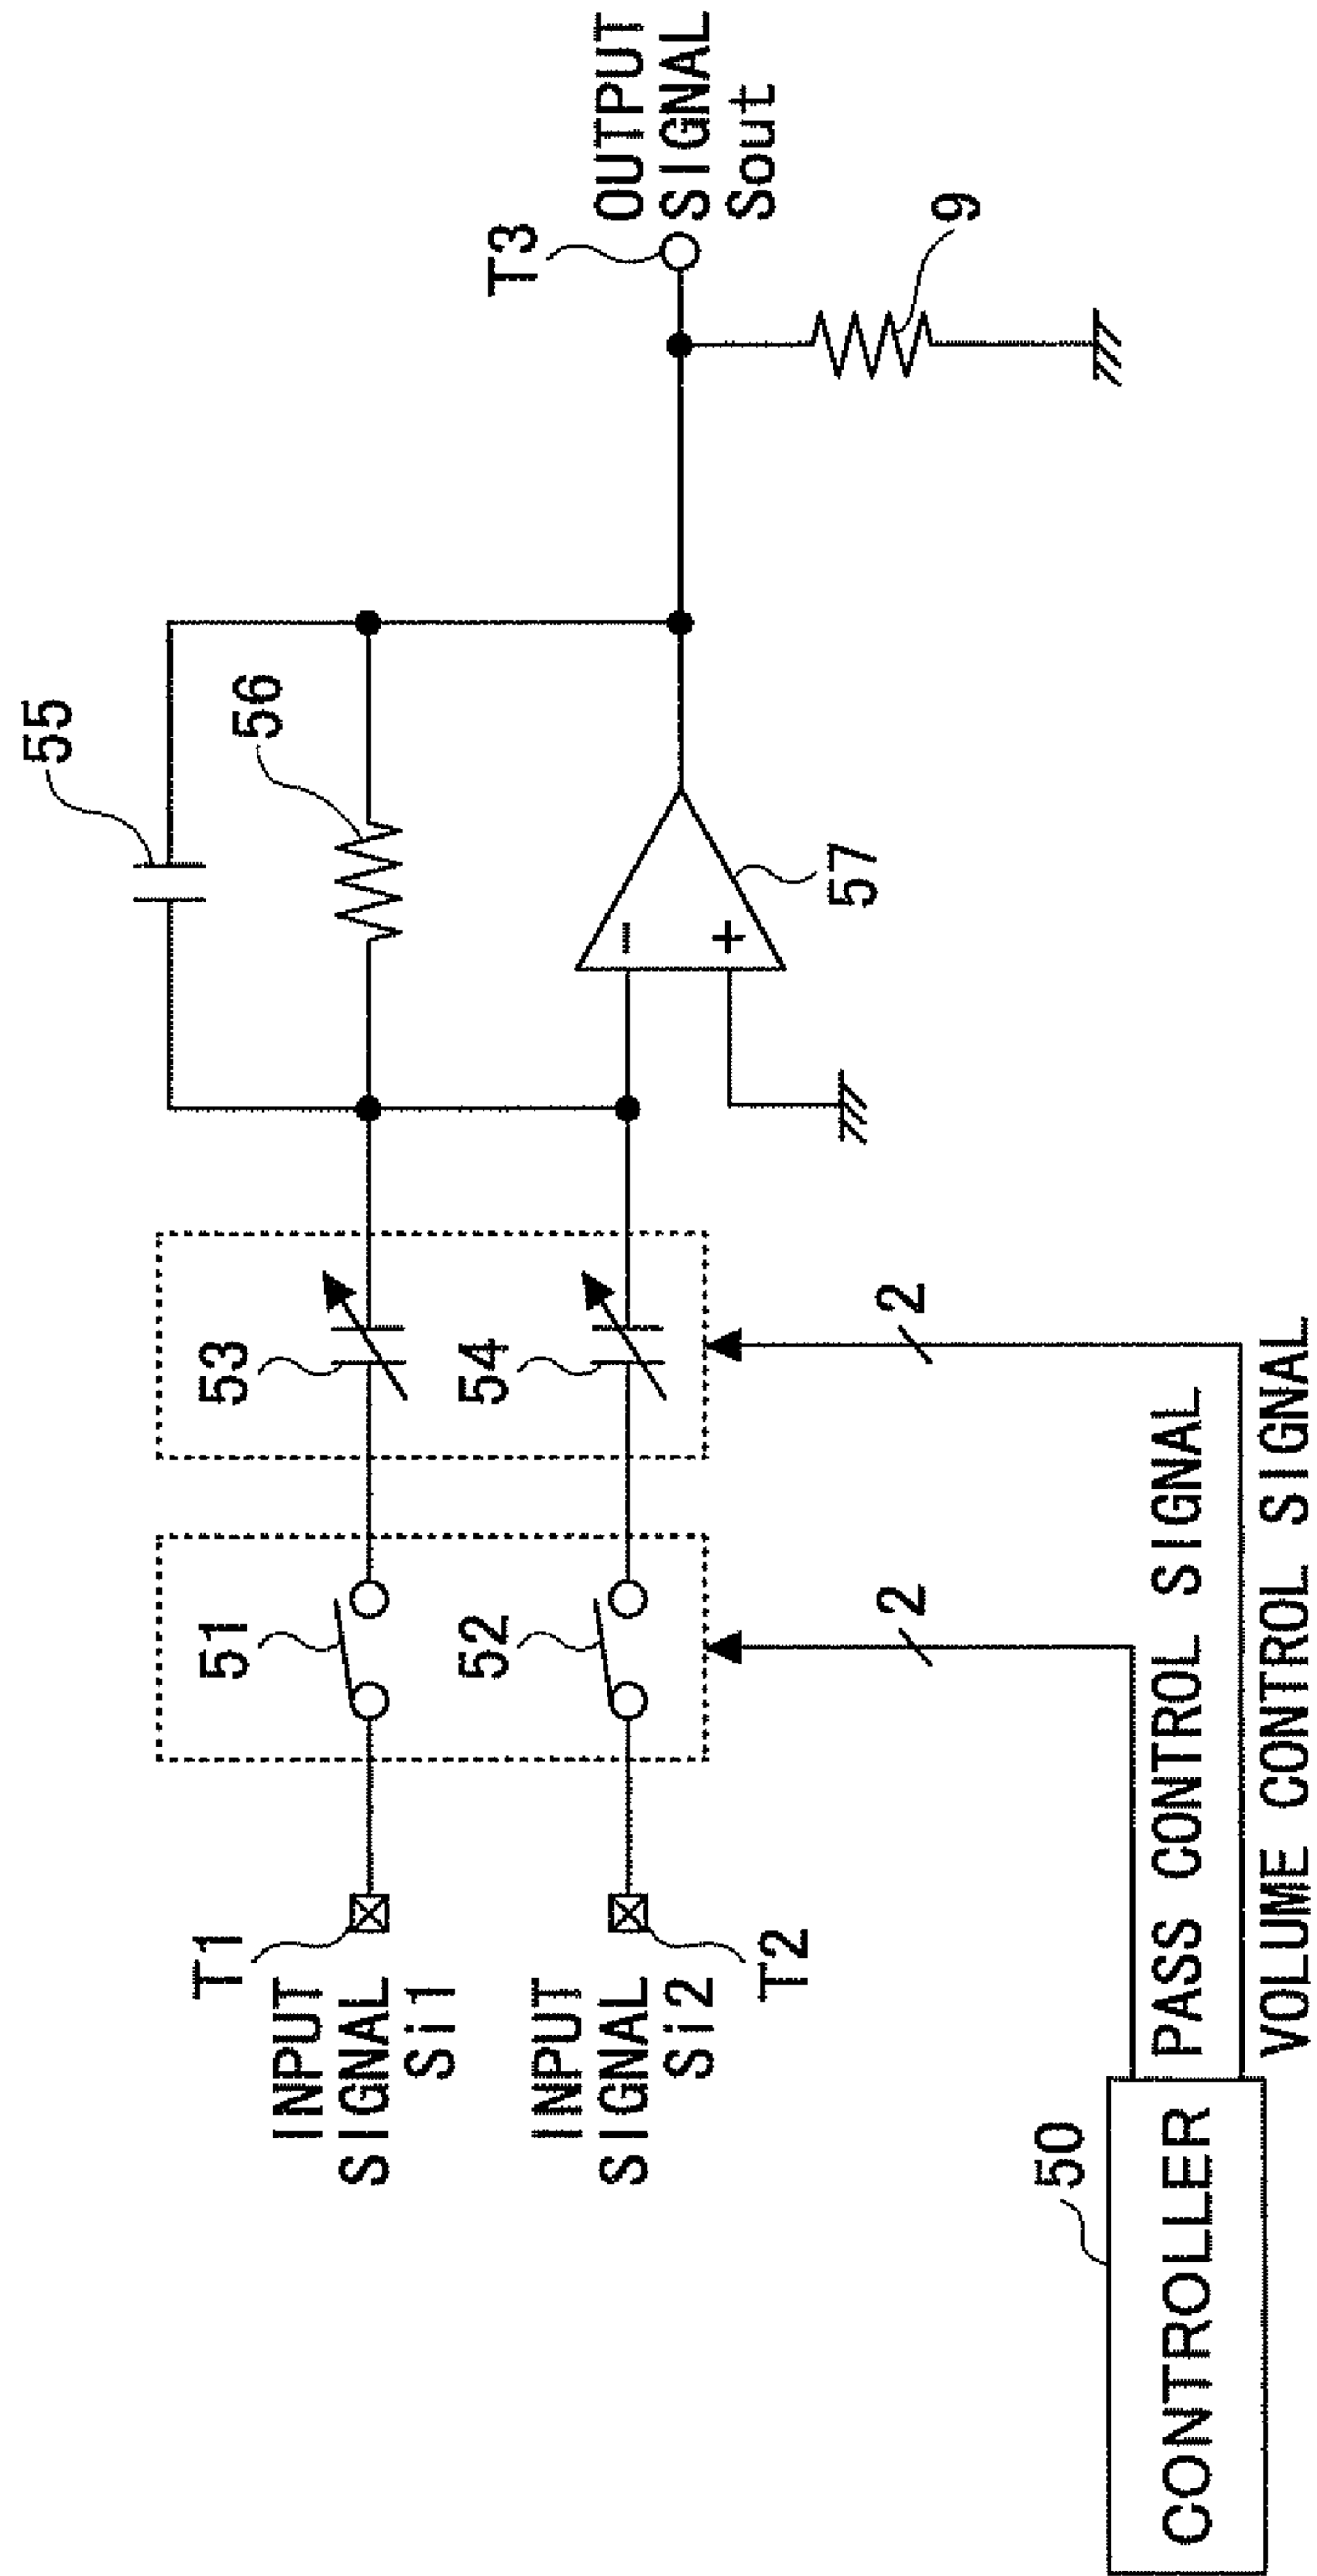 55
56
T1
51
53
INPUT
SIGNAL
Si1
52
54
INPUT
SIGNAL
Si2
T2
-
+
57
T3
OUTPUT
SIGNAL
Sout
9
2
2
50
CONTROLLER
PASS CONTROL SIGNAL
VOLUME CONTROL SIGNAL